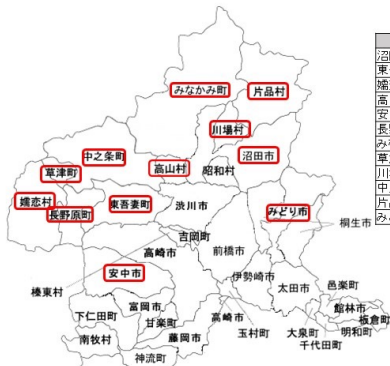 みなかみ町
片品村
川場村
中之条町
沼田市
草津町
高山村
昭和村
嬬恋村
長野原町
東吾妻町
渋川市
みどり市
桐生市
吉岡町
高崎市
前橋市
安中市
榛東村
伊勢崎市
太田市
邑楽町
館林市
板倉町
明和町
富岡市
下仁田町
甘楽町
高崎市
玉村町
大泉町
千代田町
藤岡市
南牧村
神流町
沼
東
嬬
高
安
長
み
草
川
中
片
み